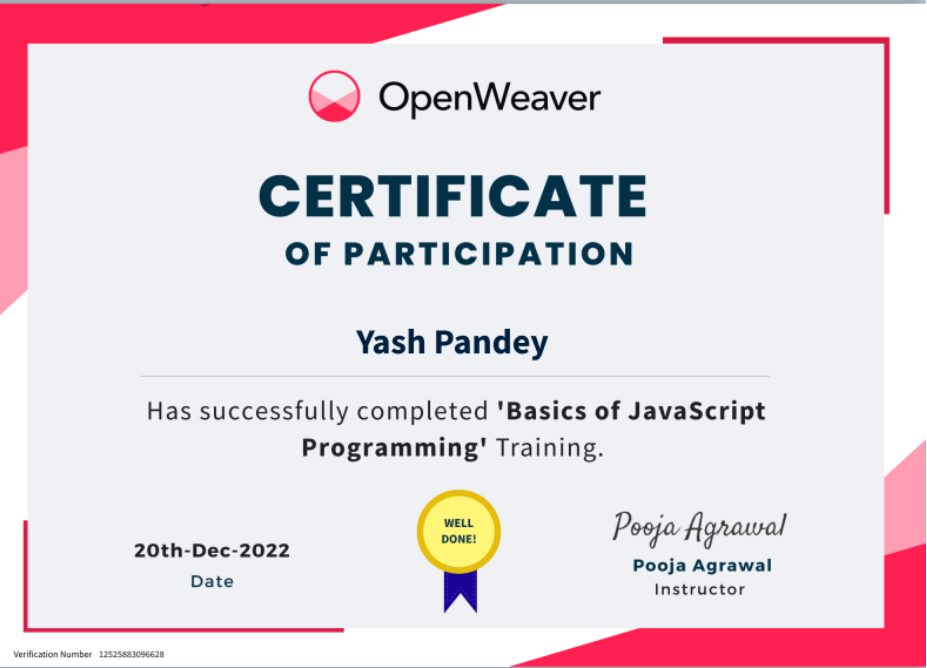 OpenWeaver
CERTIFICATE
OF PARTICIPATION
Yash Pandey
Has successfully completed 'Basics of JavaScript
Programming' Training.
WELL
DONE!
20th-Dec-2022
Date
Pooja Agrawal
Pooja Agrawal
Instructor
Verification Number 12525883096628